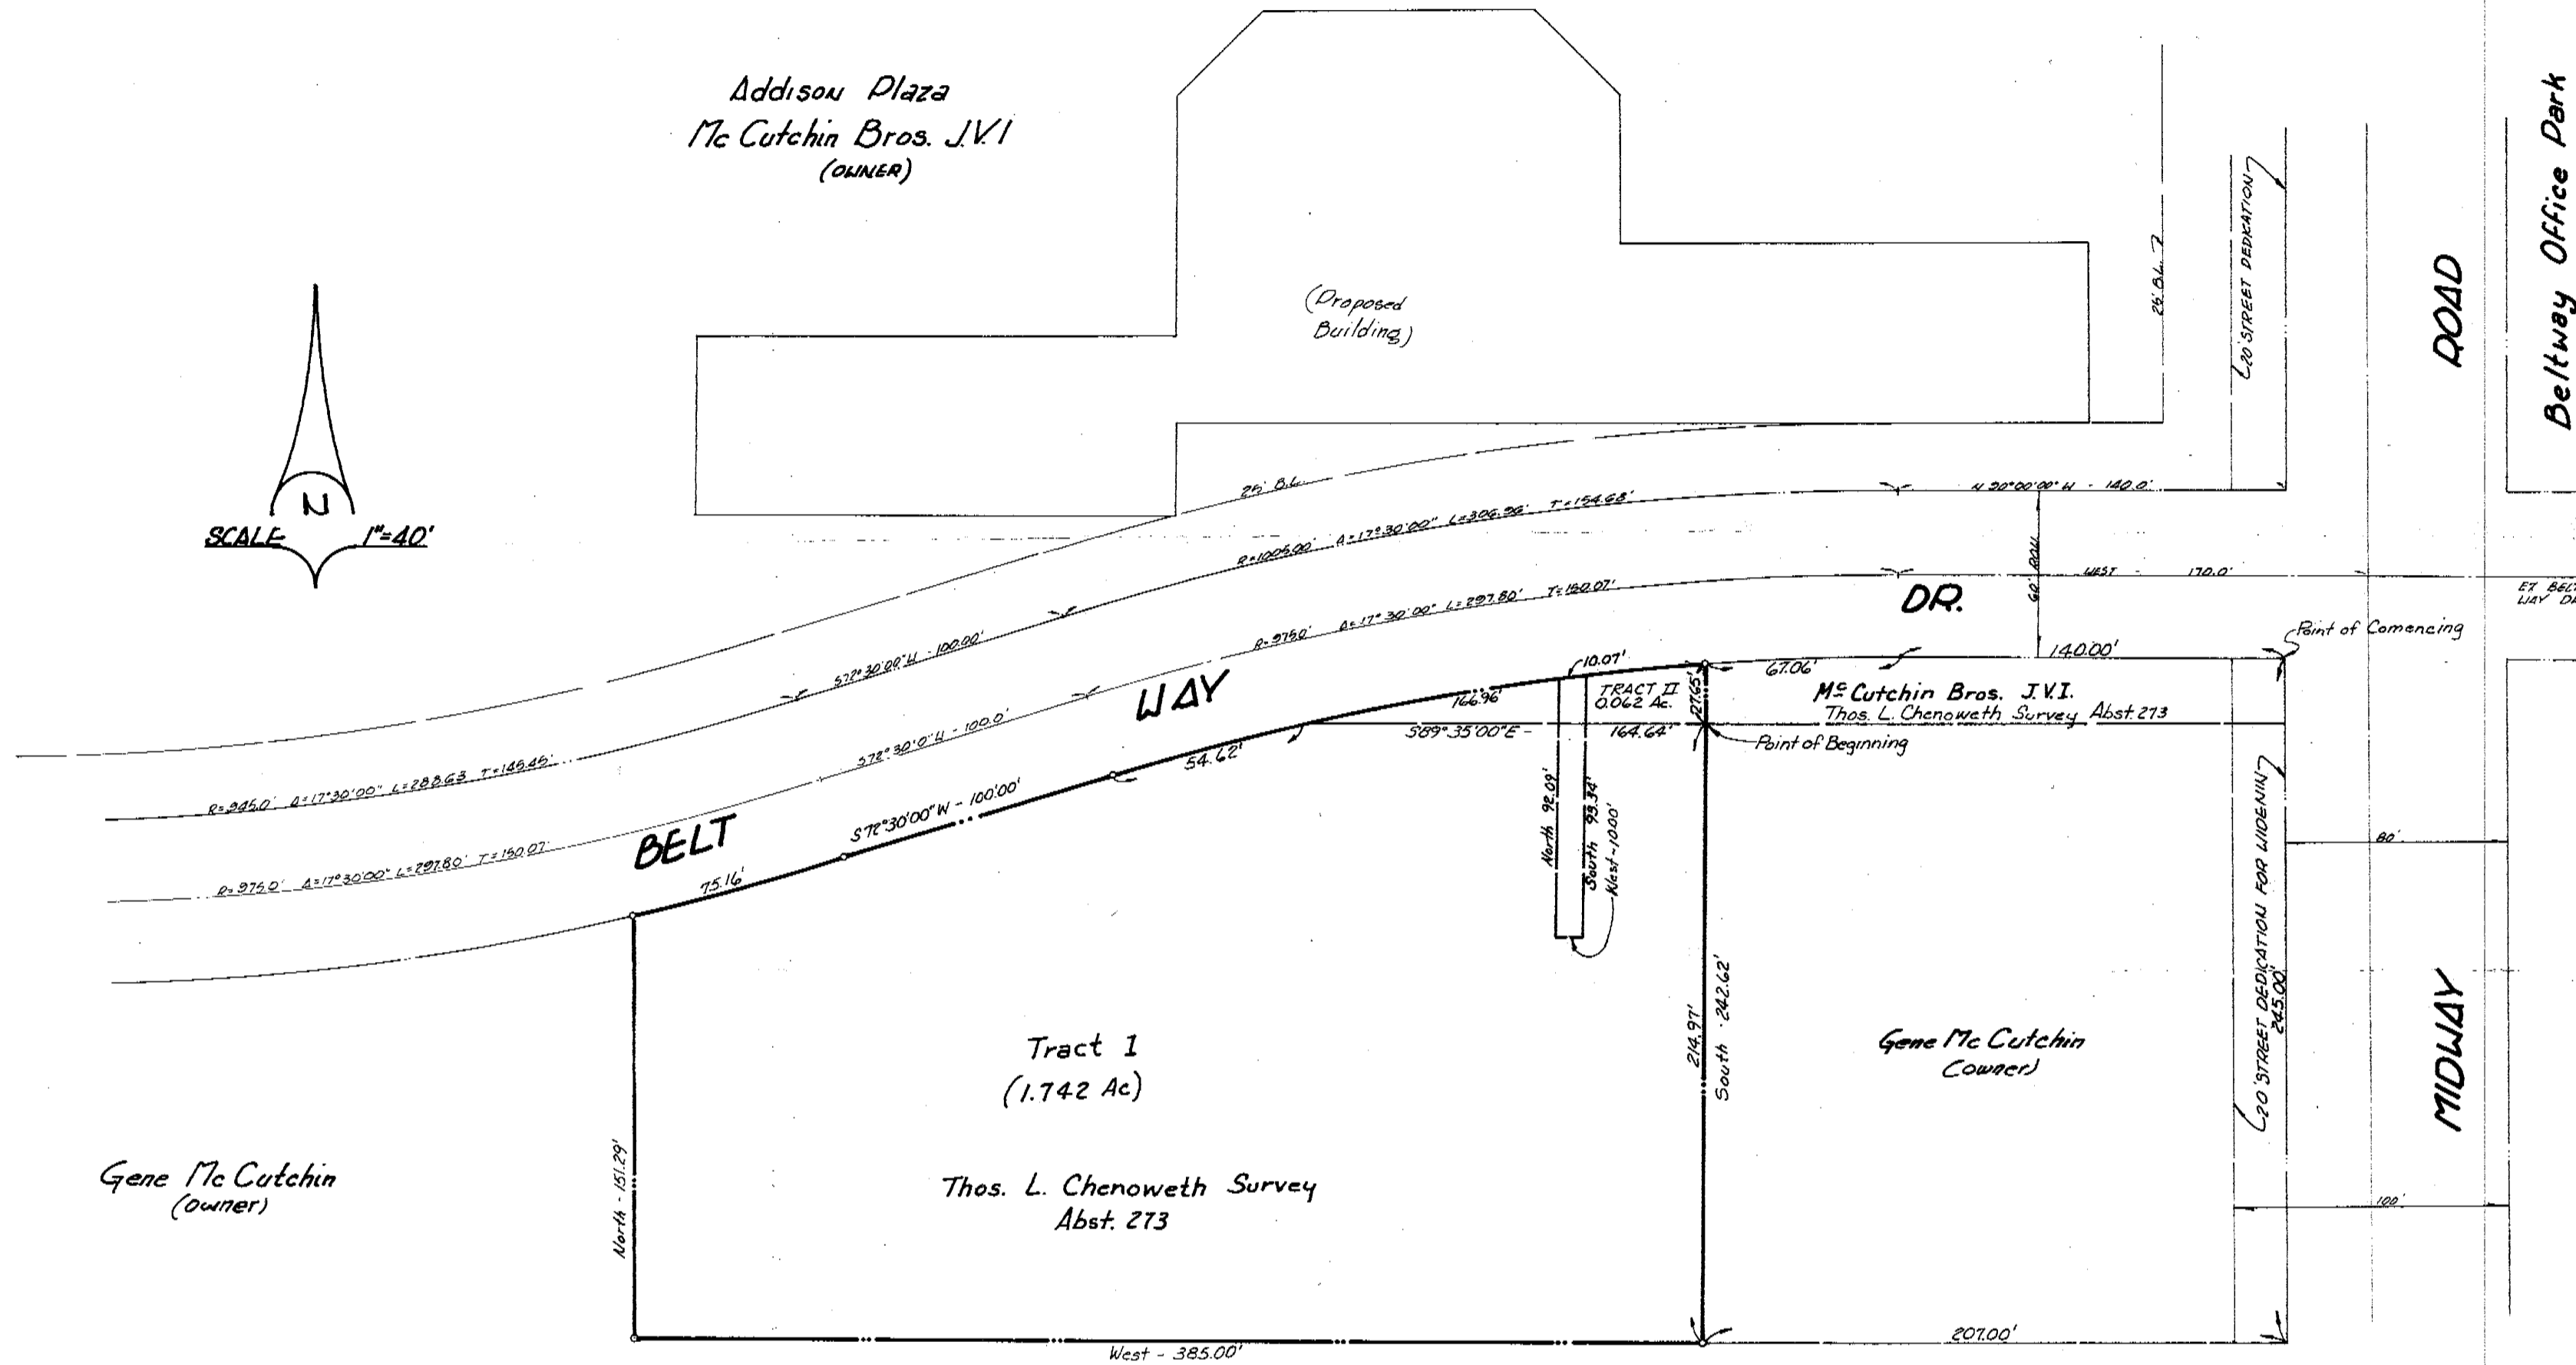 Addison Plaza
Mc Cutchin Bros. J.V.I
(OWNER)
Beltway Office Park
ROAD
20' STREET DEDICATION
25' B.L.
(Proposed
Building)
N
SCALE 1"=40'
25' B.L.
N 90°00'00" W - 140.0'
R=1005.00' Δ=17°30'00" L=306.96' T=154.68'
S72°30'00"W - 100.00'
R=945.0' Δ=17°30'00" L=288.63 T=145.45'
60' ROW
WEST - 170.0'
WAY DR
R=975.0' Δ=17°30'00" L=297.80' T=150.07'
S72°30'0"W - 100.0'
R=975.0' Δ=17°30'00" L=297.80' T=150.07'
BELT WAY DR.
Point of Comencing
140.00'
67.06'
10.07'
166.96'
TRACT II
0.062 Ac.
27.65'
Mc Cutchin Bros. J.V.I.
Thos. L. Chenoweth Survey Abst. 273
S89°35'00"E - 164.64'
Point of Beginning
54.62'
S72°30'00"W - 100.00'
75.16'
North 92.09'
South 93.34'
West-10.00'
20' STREET DEDICATION FOR WIDENING
245.00'
80'
100'
MIDWAY
214.97'
South - 242.62'
Gene Mc Cutchin
(owner)
Tract 1
(1.742 Ac)
Thos. L. Chenoweth Survey
Abst. 273
Gene Mc Cutchin
(owner)
North - 151.29'
West - 385.00'
207.00'